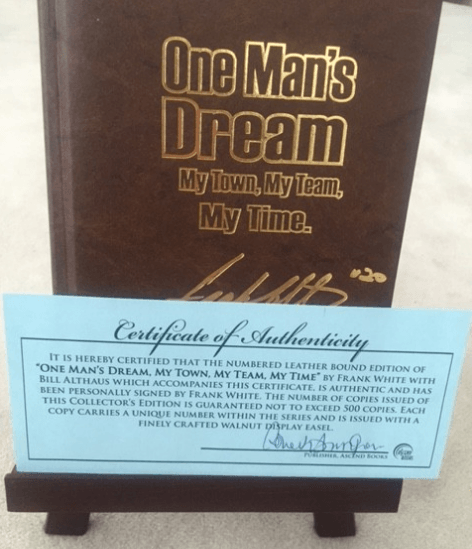 One Man's
Dream
My Town, My Team,
My Time.
"20
Certificate of Authenticity
IT IS HEREBY CERTIFIED THAT THE NUMBERED LEATHER BOUND EDITION OF
"ONE MAN'S DREAM, MY TOWN, MY TEAM, MY TIME" BY FRANK WHITE WITH
BILL ALTHAUS WHICH ACCOMPANIES THIS CERTIFICATE, IS AUTHENTIC AND HAS
BEEN PERSONALLY SIGNED BY FRANK WHITE. THE NUMBER OF COPIES ISSUED OF
THIS COLLECTOR'S EDITION IS GUARANTEED NOT TO EXCEED 500 COPIES. EACH
COPY CARRIES A UNIQUE NUMBER WITHIN THE SERIES AND IS ISSUED WITH A
FINELY CRAFTED WALNUT DISPLAY EASEL.
PUBLISHER, ASCEND BOOKS